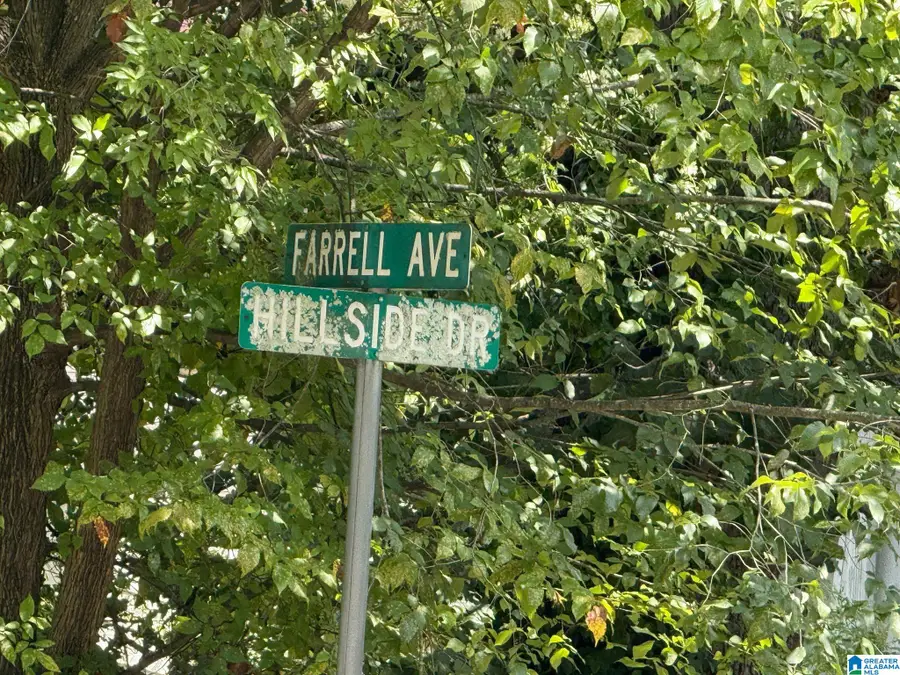 FARRELL AVE
HILLSIDE DR
GREATER
ALABAMA
MLS